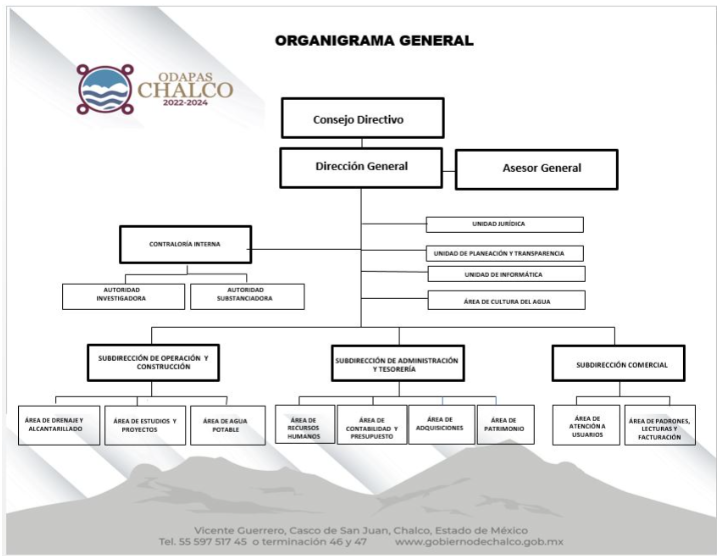 ORGANIGRAMA GENERAL
ODAPAS
CHALCO
2022-2024
Consejo Directivo
Dirección General
Asesor General
UNIDAD JURÍDICA
CONTRALORÍA INTERNA
UNIDAD DE PLANEACIÓN Y TRANSPARENCIA
UNIDAD DE INFORMÁTICA
AUTORIDAD
INVESTIGADORA
AUTORIDAD
SUBSTANCIADORA
ÁREA DE CULTURA DEL AGUA
SUBDIRECCIÓN DE OPERACIÓN Y
CONSTRUCCIÓN
SUBDIRECCIÓN DE ADMINISTRACIÓN
Y TESORERÍA
SUBDIRECCIÓN COMERCIAL
ÁREA DE DRENAJE Y
ALCANTARILLADO
ÁREA DE ESTUDIOS Y
PROYECTOS
ÁREA DE AGUA
POTABLE
ÁREA DE
RECURSOS
HUMANOS
ÁREA DE
CONTABILIDAD Y
PRESUPUESTO
ÁREA DE
ADQUISICIONES
ÁREA DE
PATRIMONIO
ÁREA DE
ATENCIÓN A
USUARIOS
ÁREA DE PADRONES,
LECTURAS Y
FACTURACIÓN
Vicente Guerrero, Casco de San Juan, Chalco, Estado de México
Tel. 55 597 517 45 o terminación 46 y 47 www.gobiernodechalco.gob.mx